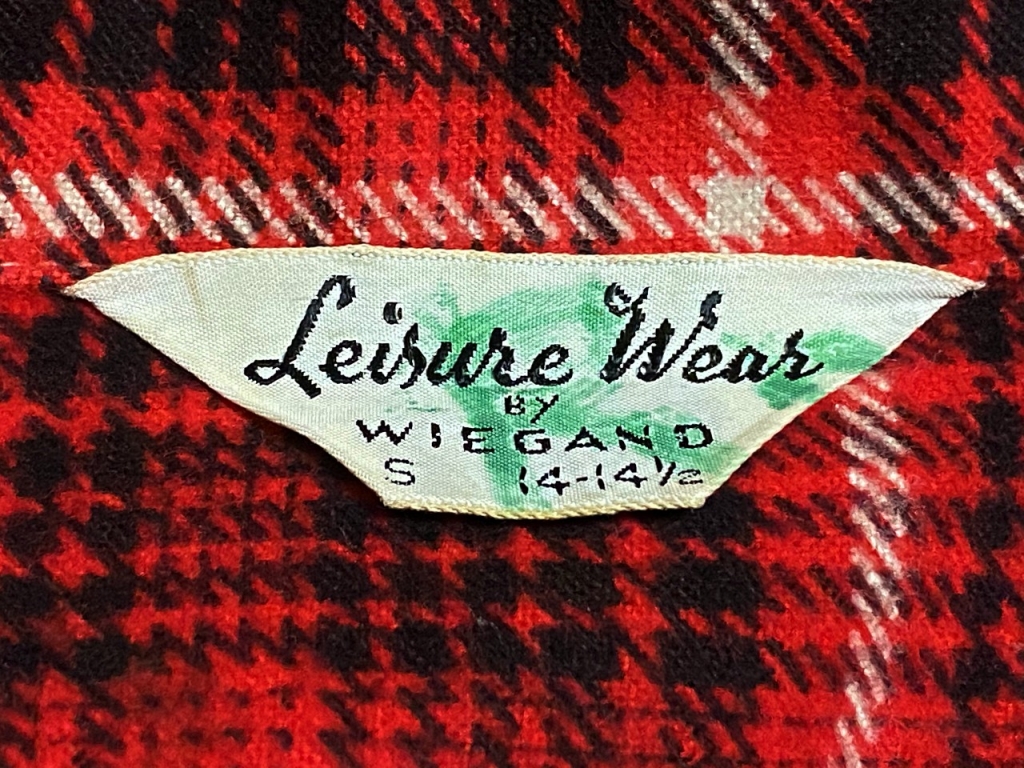 Leisure Wear
BY
WIEGAND
S 14-14½